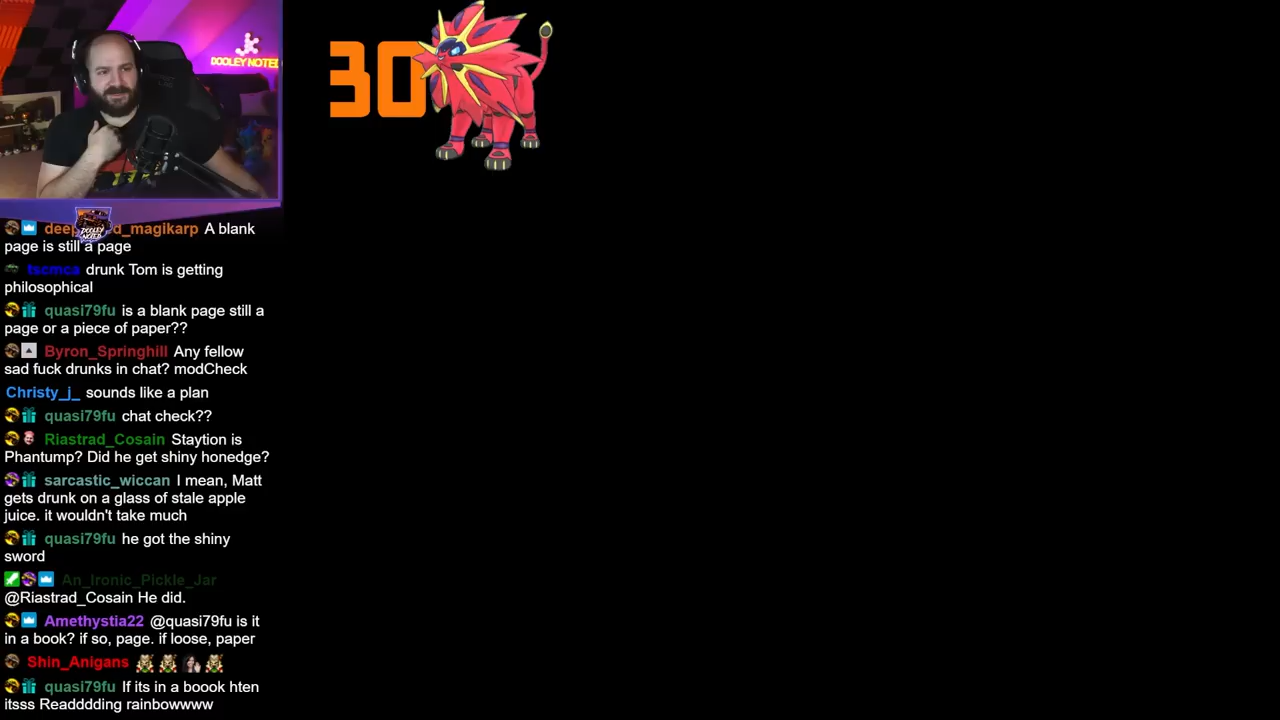 DOOLEY NOTED
30
DOOLEY
NOTED
d_magikarp A blank
page is still a page
tscmca drunk Tom is getting
philosophical
quasi79fu is a blank page still a
page or a piece of paper??
Byron_Springhill Any fellow
sad fuck drunks in chat? modCheck
Christy_j_ sounds like a plan
quasi79fu chat check??
Riastrad_Cosain Staytion is
Phantump? Did he get shiny honedge?
sarcastic_wiccan I mean, Matt
gets drunk on a glass of stale apple
juice. it wouldn't take much
quasi79fu he got the shiny
sword
An_Ironic_Pickle_Jar
@Riastrad_Cosain He did.
Amethystia22 @quasi79fu is it
in a book? if so, page. if loose, paper
Shin_Anigans
quasi79fu If its in a boook hten
itsss Readddding rainbowwww